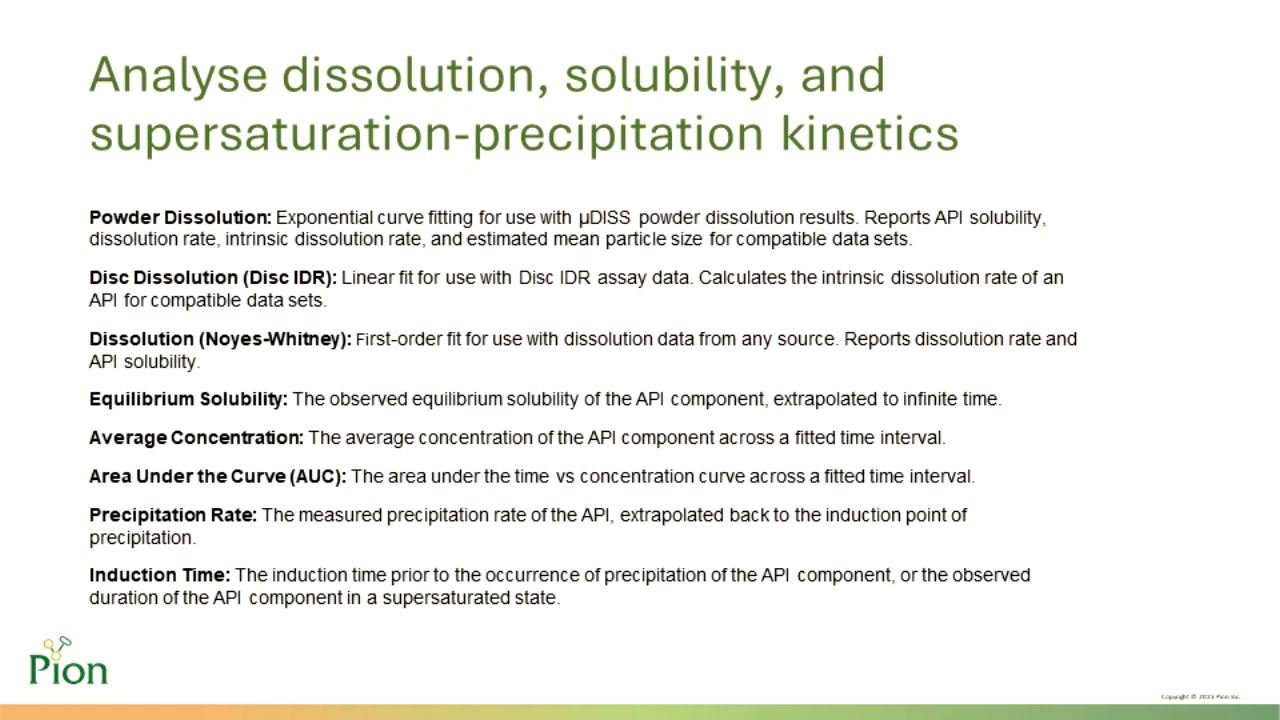 Analyse dissolution, solubility, and
supersaturation-precipitation kinetics
Powder Dissolution: Exponential curve fitting for use with µDISS powder dissolution results. Reports API solubility,
dissolution rate, intrinsic dissolution rate, and estimated mean particle size for compatible data sets.
Disc Dissolution (Disc IDR): Linear fit for use with Disc IDR assay data. Calculates the intrinsic dissolution rate of an
API for compatible data sets.
Dissolution (Noyes-Whitney): First-order fit for use with dissolution data from any source. Reports dissolution rate and
API solubility.
Equilibrium Solubility: The observed equilibrium solubility of the API component, extrapolated to infinite time.
Average Concentration: The average concentration of the API component across a fitted time interval.
Area Under the Curve (AUC): The area under the time vs concentration curve across a fitted time interval.
Precipitation Rate: The measured precipitation rate of the API, extrapolated back to the induction point of
precipitation.
Induction Time: The induction time prior to the occurrence of precipitation of the API component, or the observed
duration of the API component in a supersaturated state.
Pion
Copyright © Pion Inc.